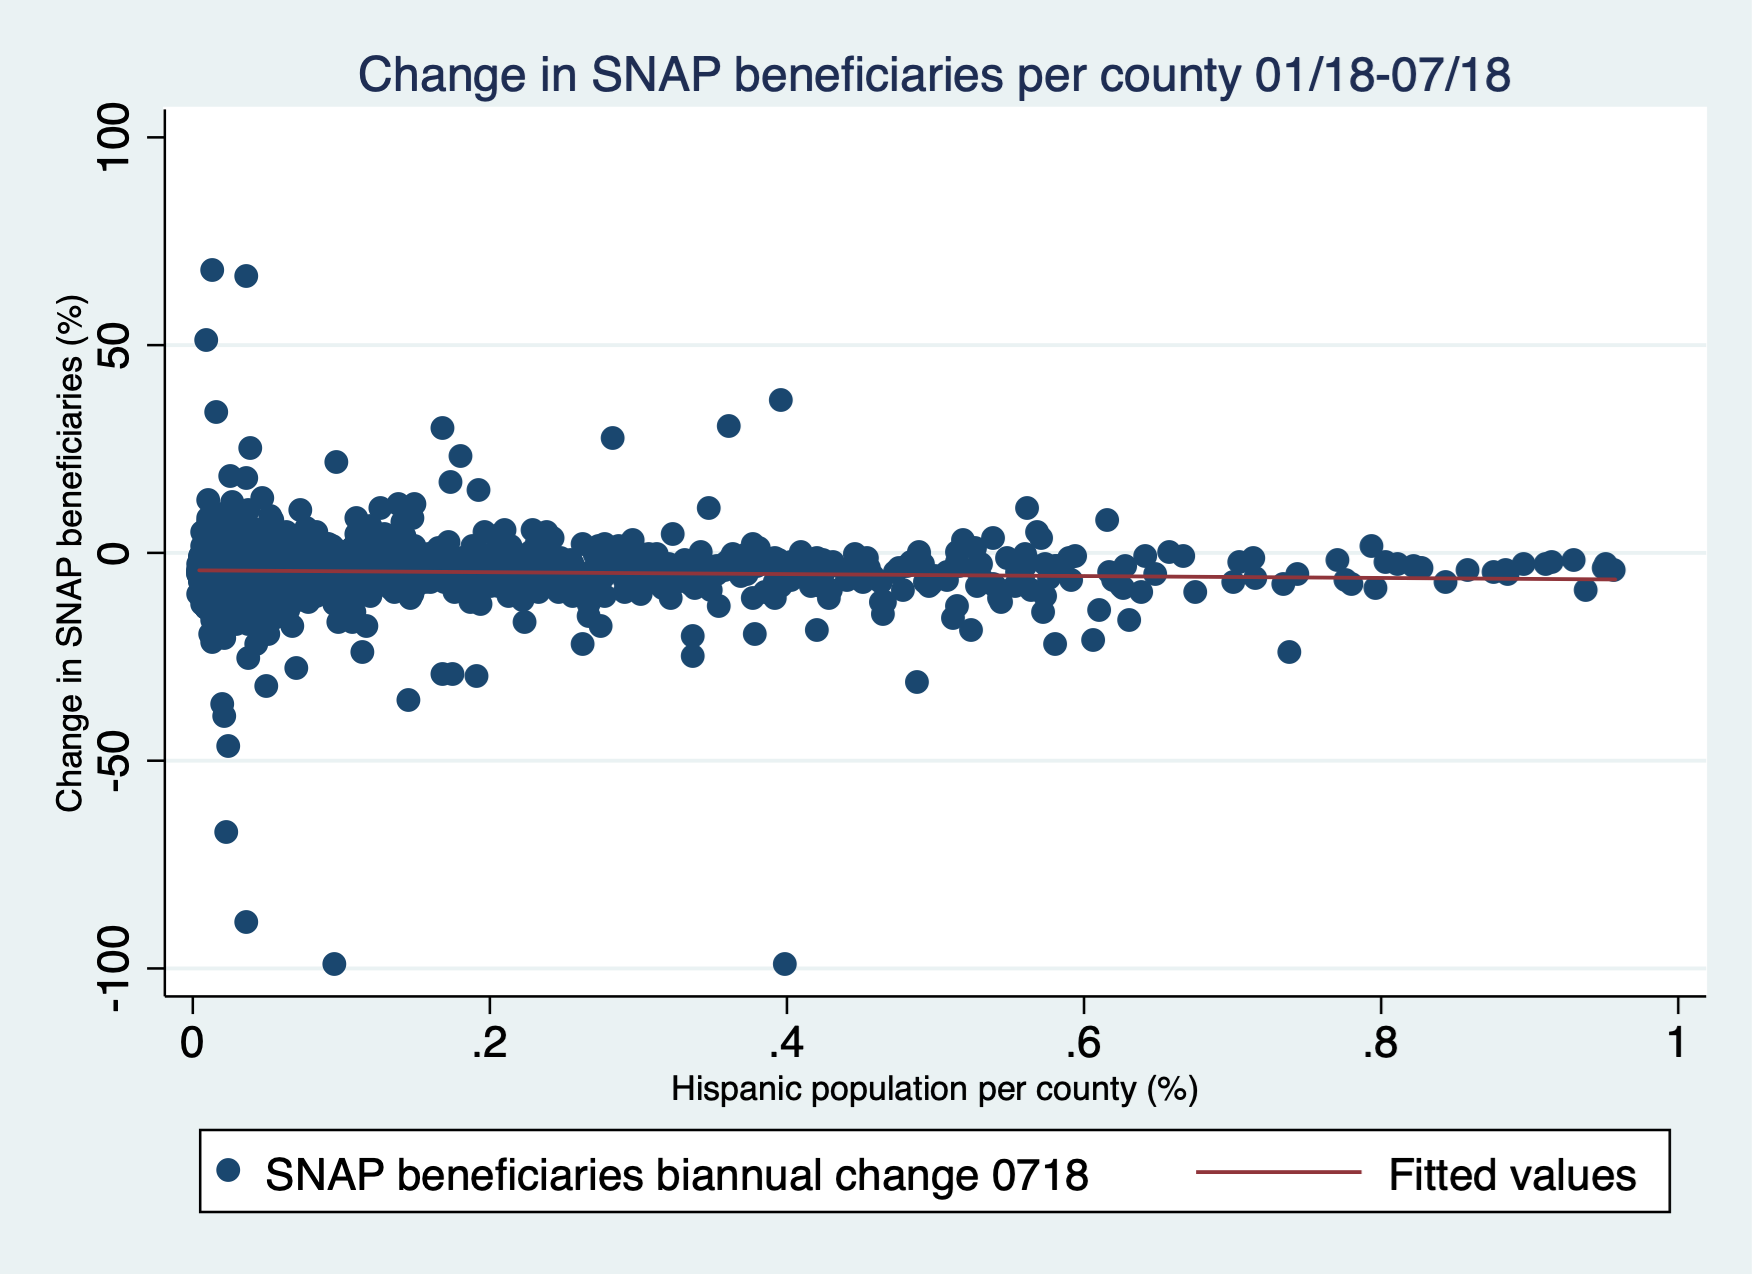 Change in SNAP beneficiaries per county 01/18-07/18
Change in SNAP beneficiaries (%)
100
50
0
-50
-100
0 .2 .4 .6 .8 1
Hispanic population per county (%)
SNAP beneficiaries biannual change 0718 Fitted values